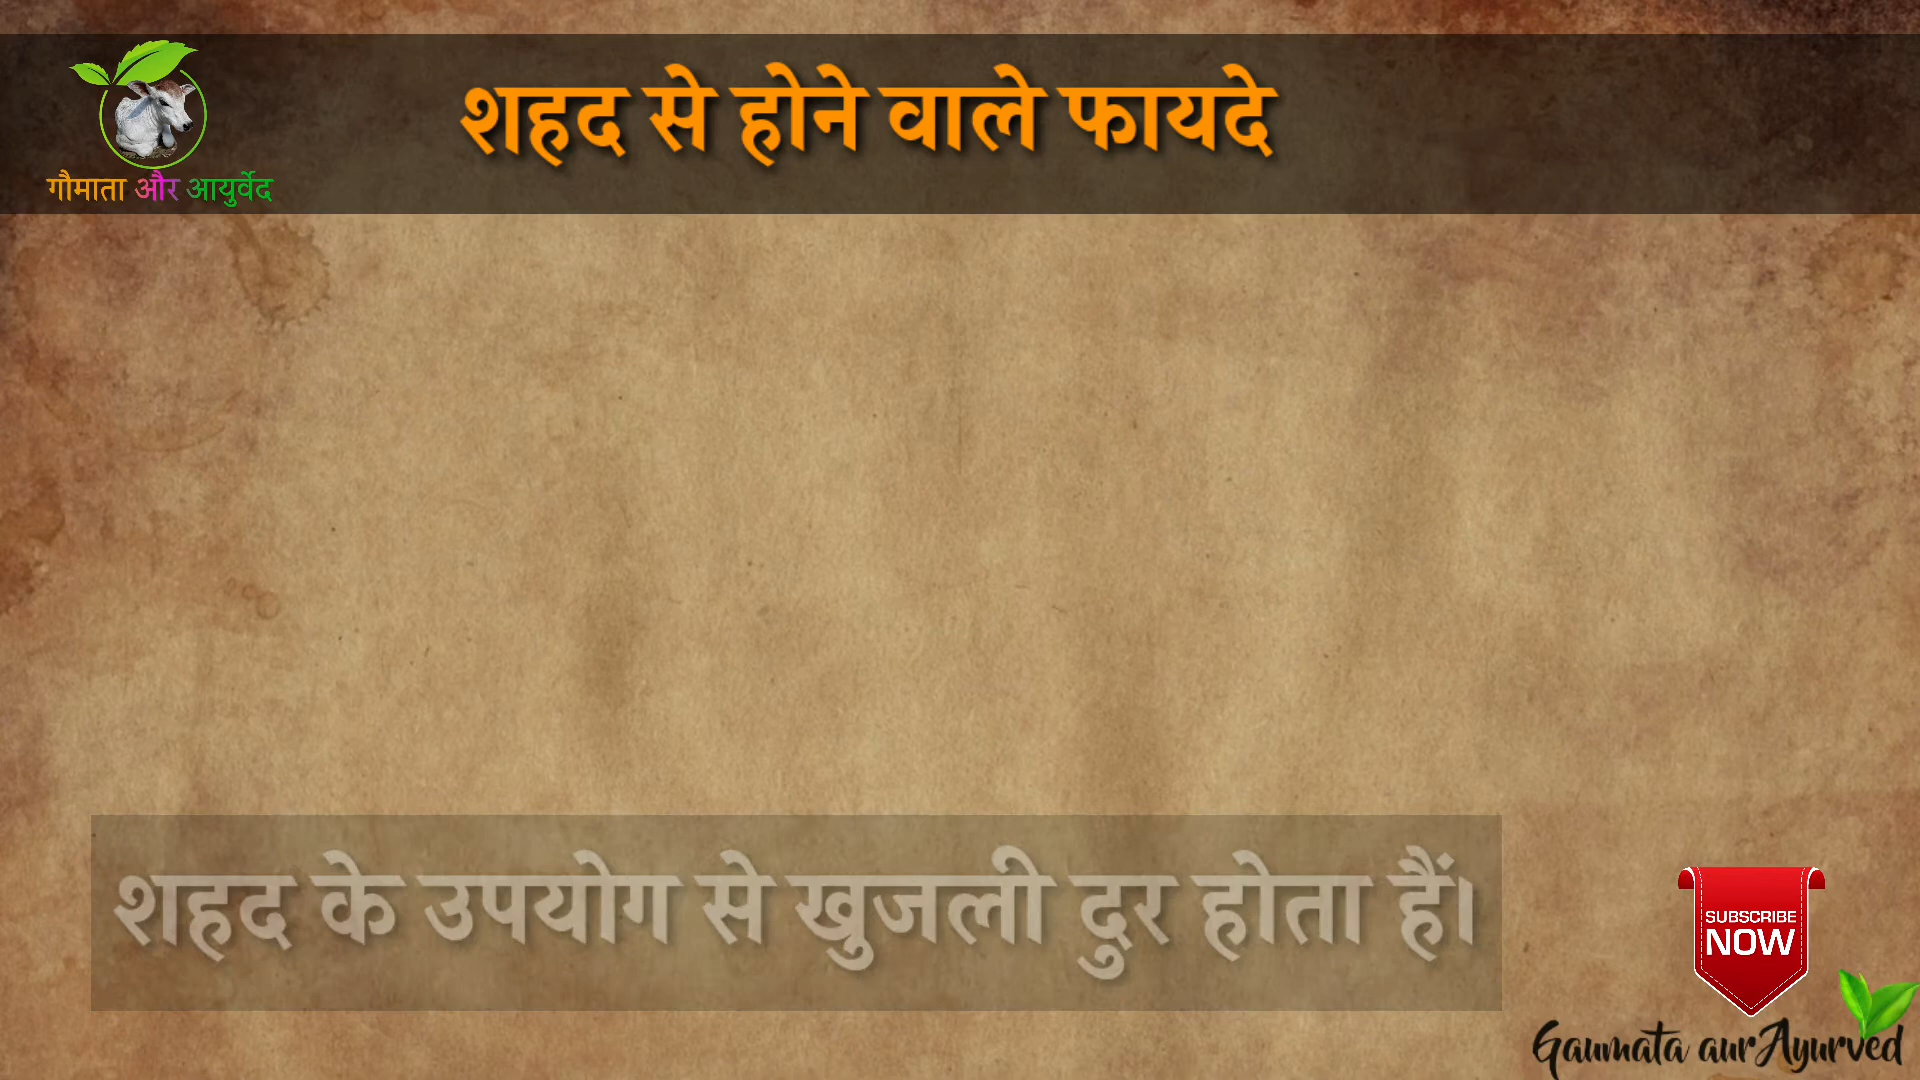 शहद से होने वाले फायदे
गौमाता और आयुर्वेद
शहद के उपयोग से खुजली दुर होता हैं।
SUBSCRIBE
NOW
Gaumata aur Ayurved